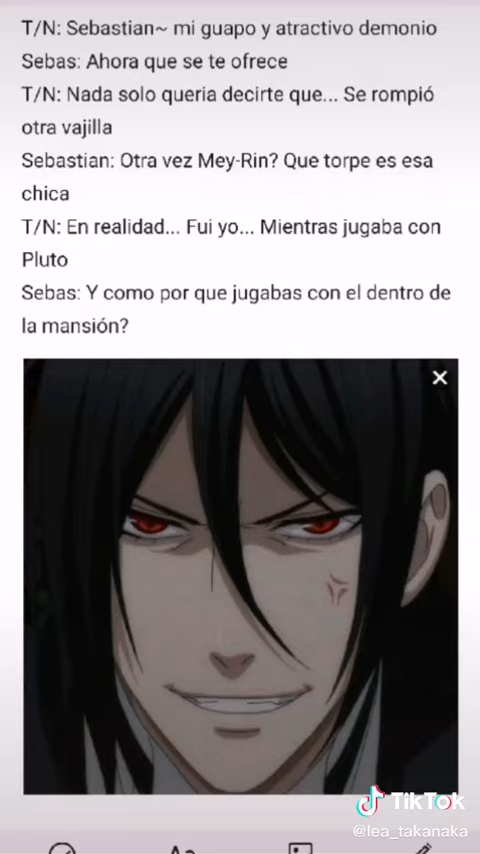 T/N: Sebastian~ mi guapo y atractivo demonio
Sebas: Ahora que se te ofrece
T/N: Nada solo queria decirte que... Se rompió
otra vajilla
Sebastian: Otra vez Mey-Rin? Que torpe es esa
chica
T/N: En realidad... Fui yo... Mientras jugaba con
Pluto
Sebas: Y como por que jugabas con el dentro de
la mansión?
TikTok
@lea_takanaka
Aa